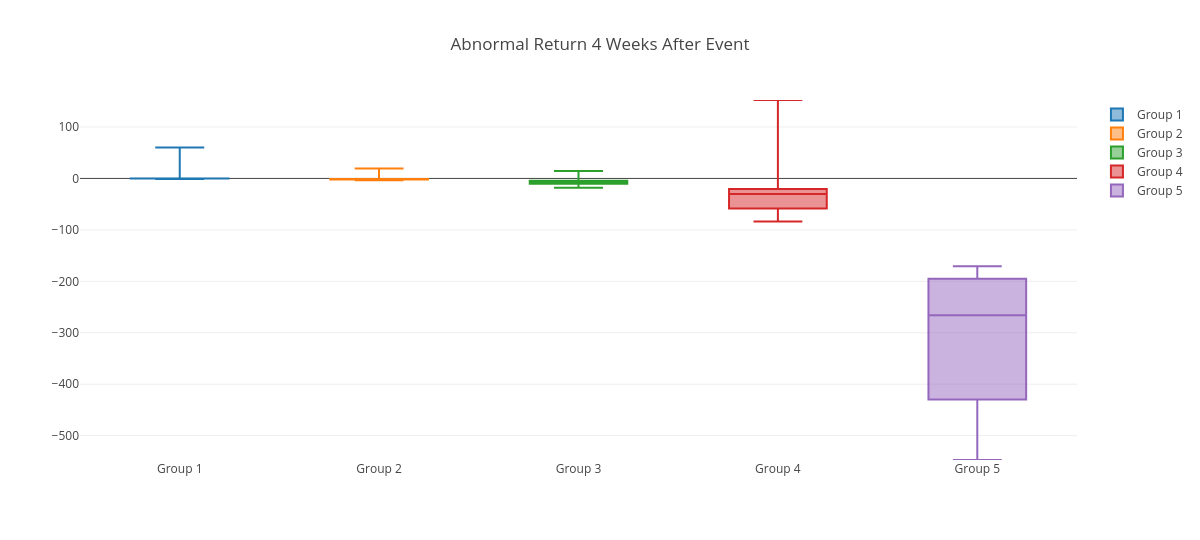 Abnormal Return 4 Weeks After Event
100
0
−100
−200
−300
−400
−500
Group 1
Group 2
Group 3
Group 4
Group 5
Group 1
Group 2
Group 3
Group 4
Group 5